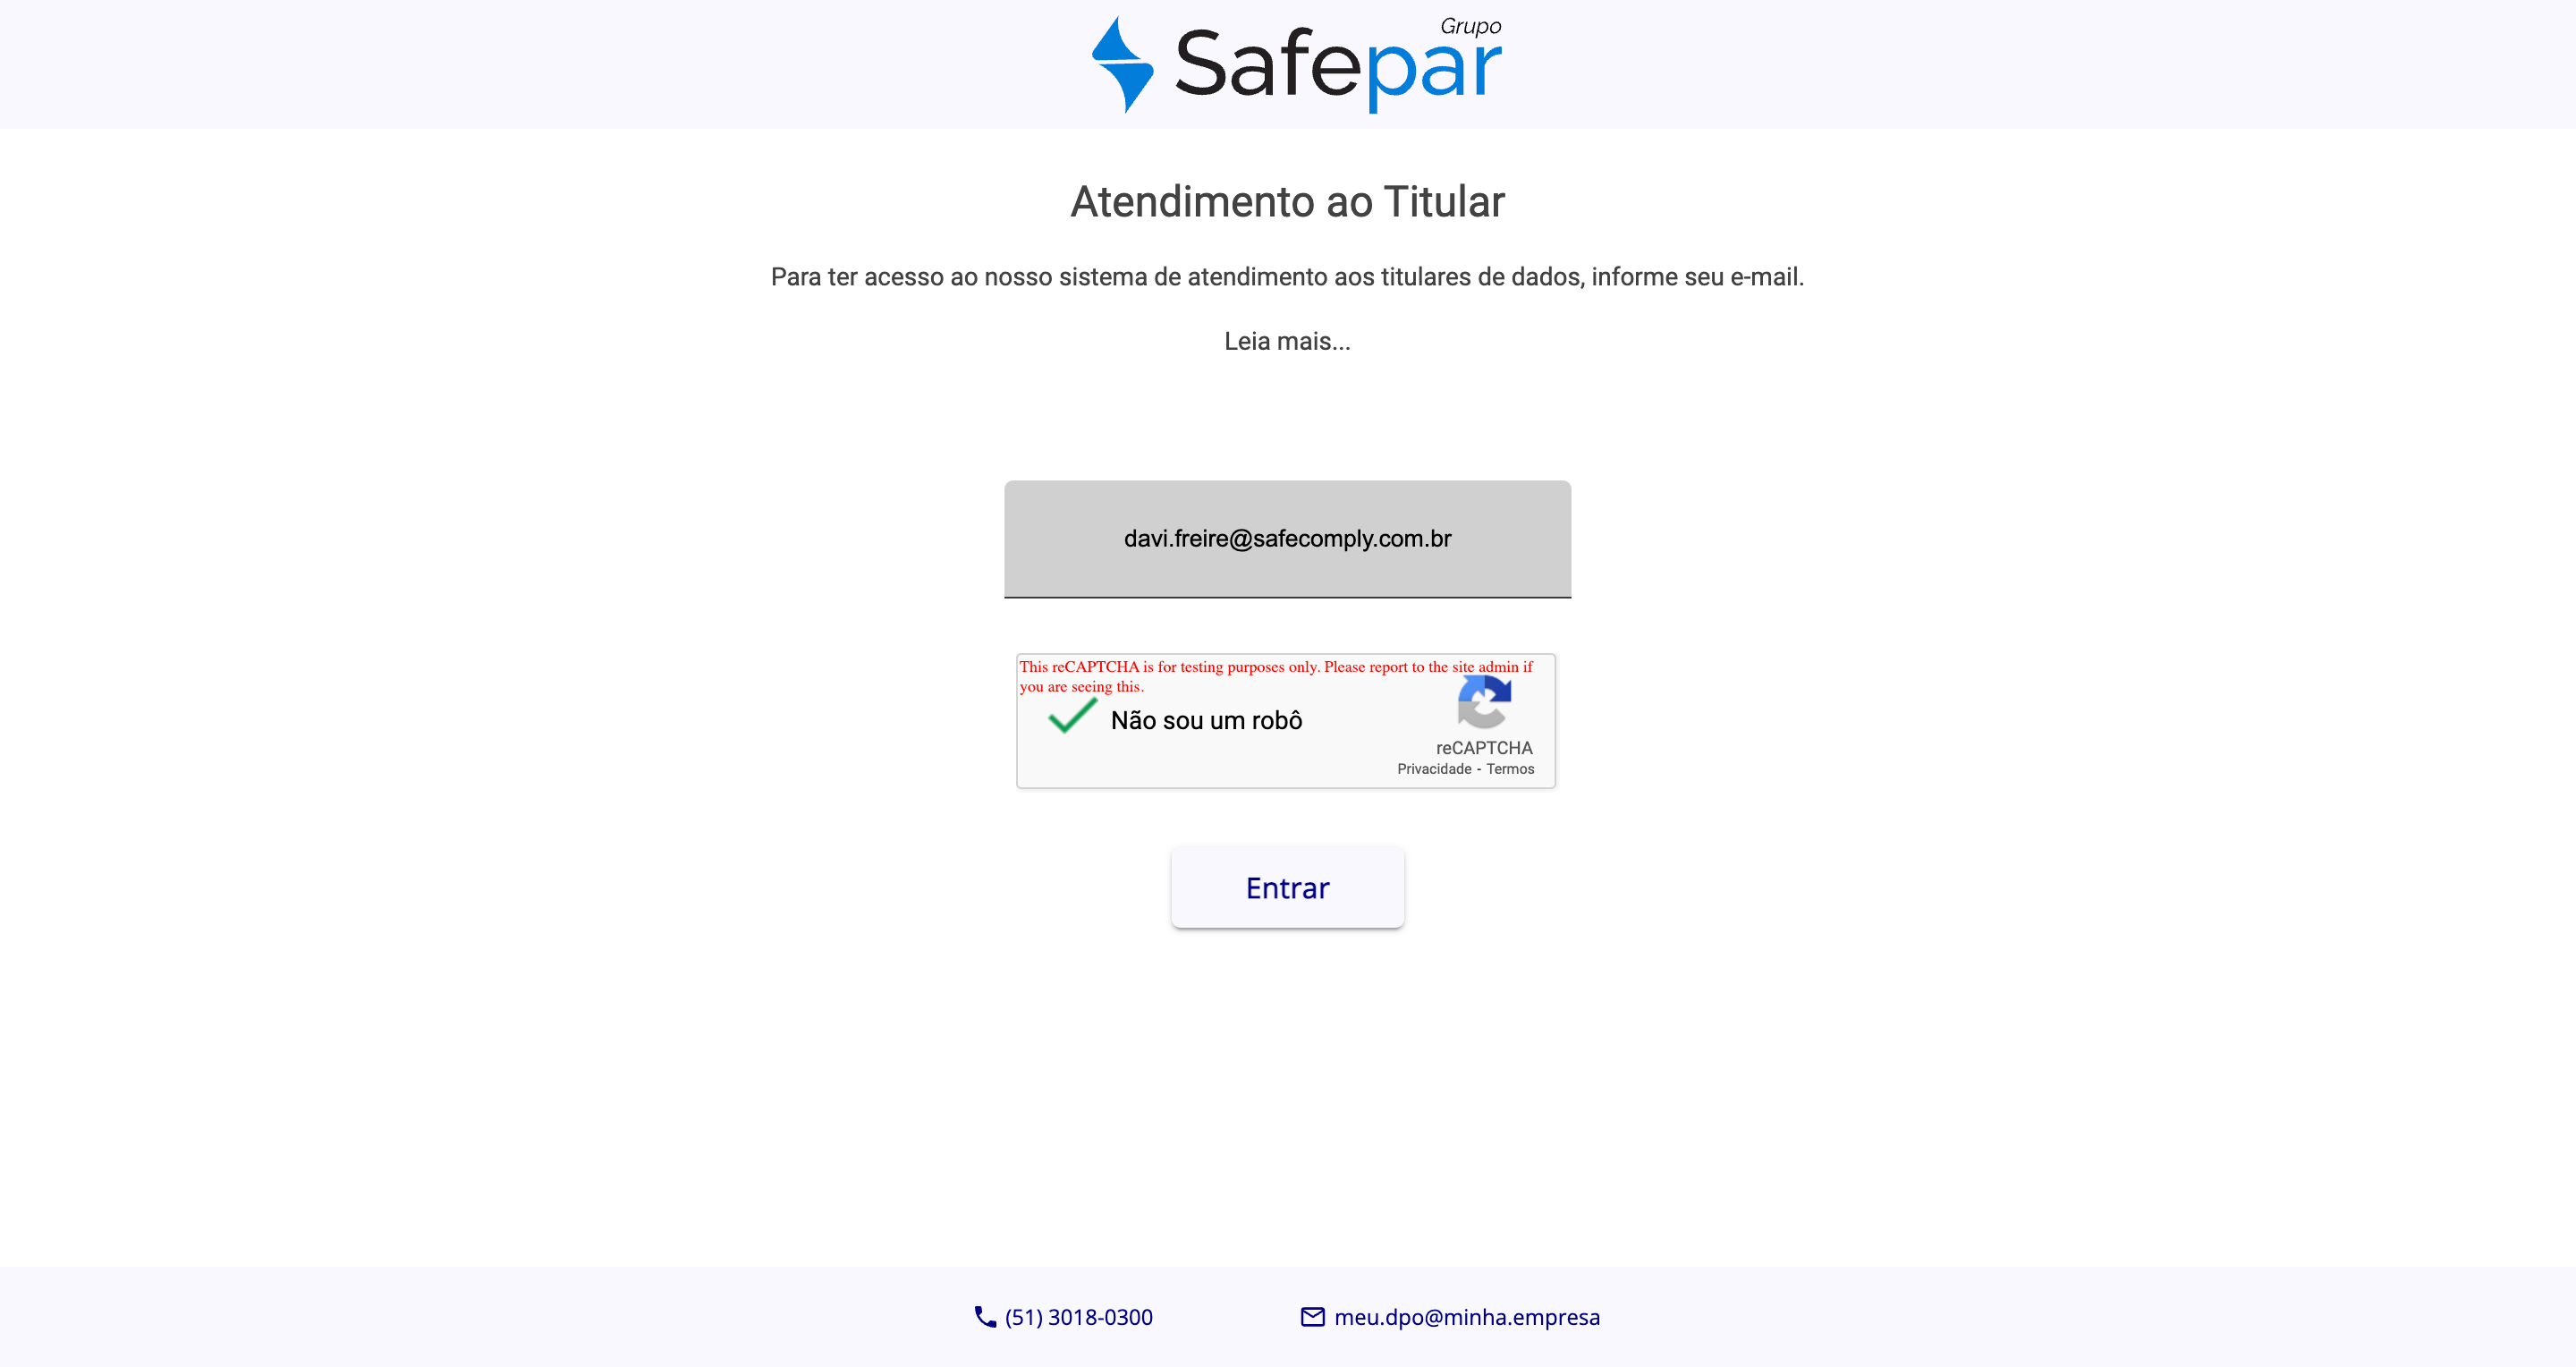 Grupo
Safepar
Atendimento ao Titular
Para ter acesso ao nosso sistema de atendimento aos titulares de dados, informe seu e-mail.
Leia mais...
davi.freire@safecomply.com.br
This reCAPTCHA is for testing purposes only. Please report to the site admin if
you are seeing this.
Não sou um robô
reCAPTCHA
Privacidade - Termos
Entrar
(51) 3018-0300
meu.dpo@minha.empresa